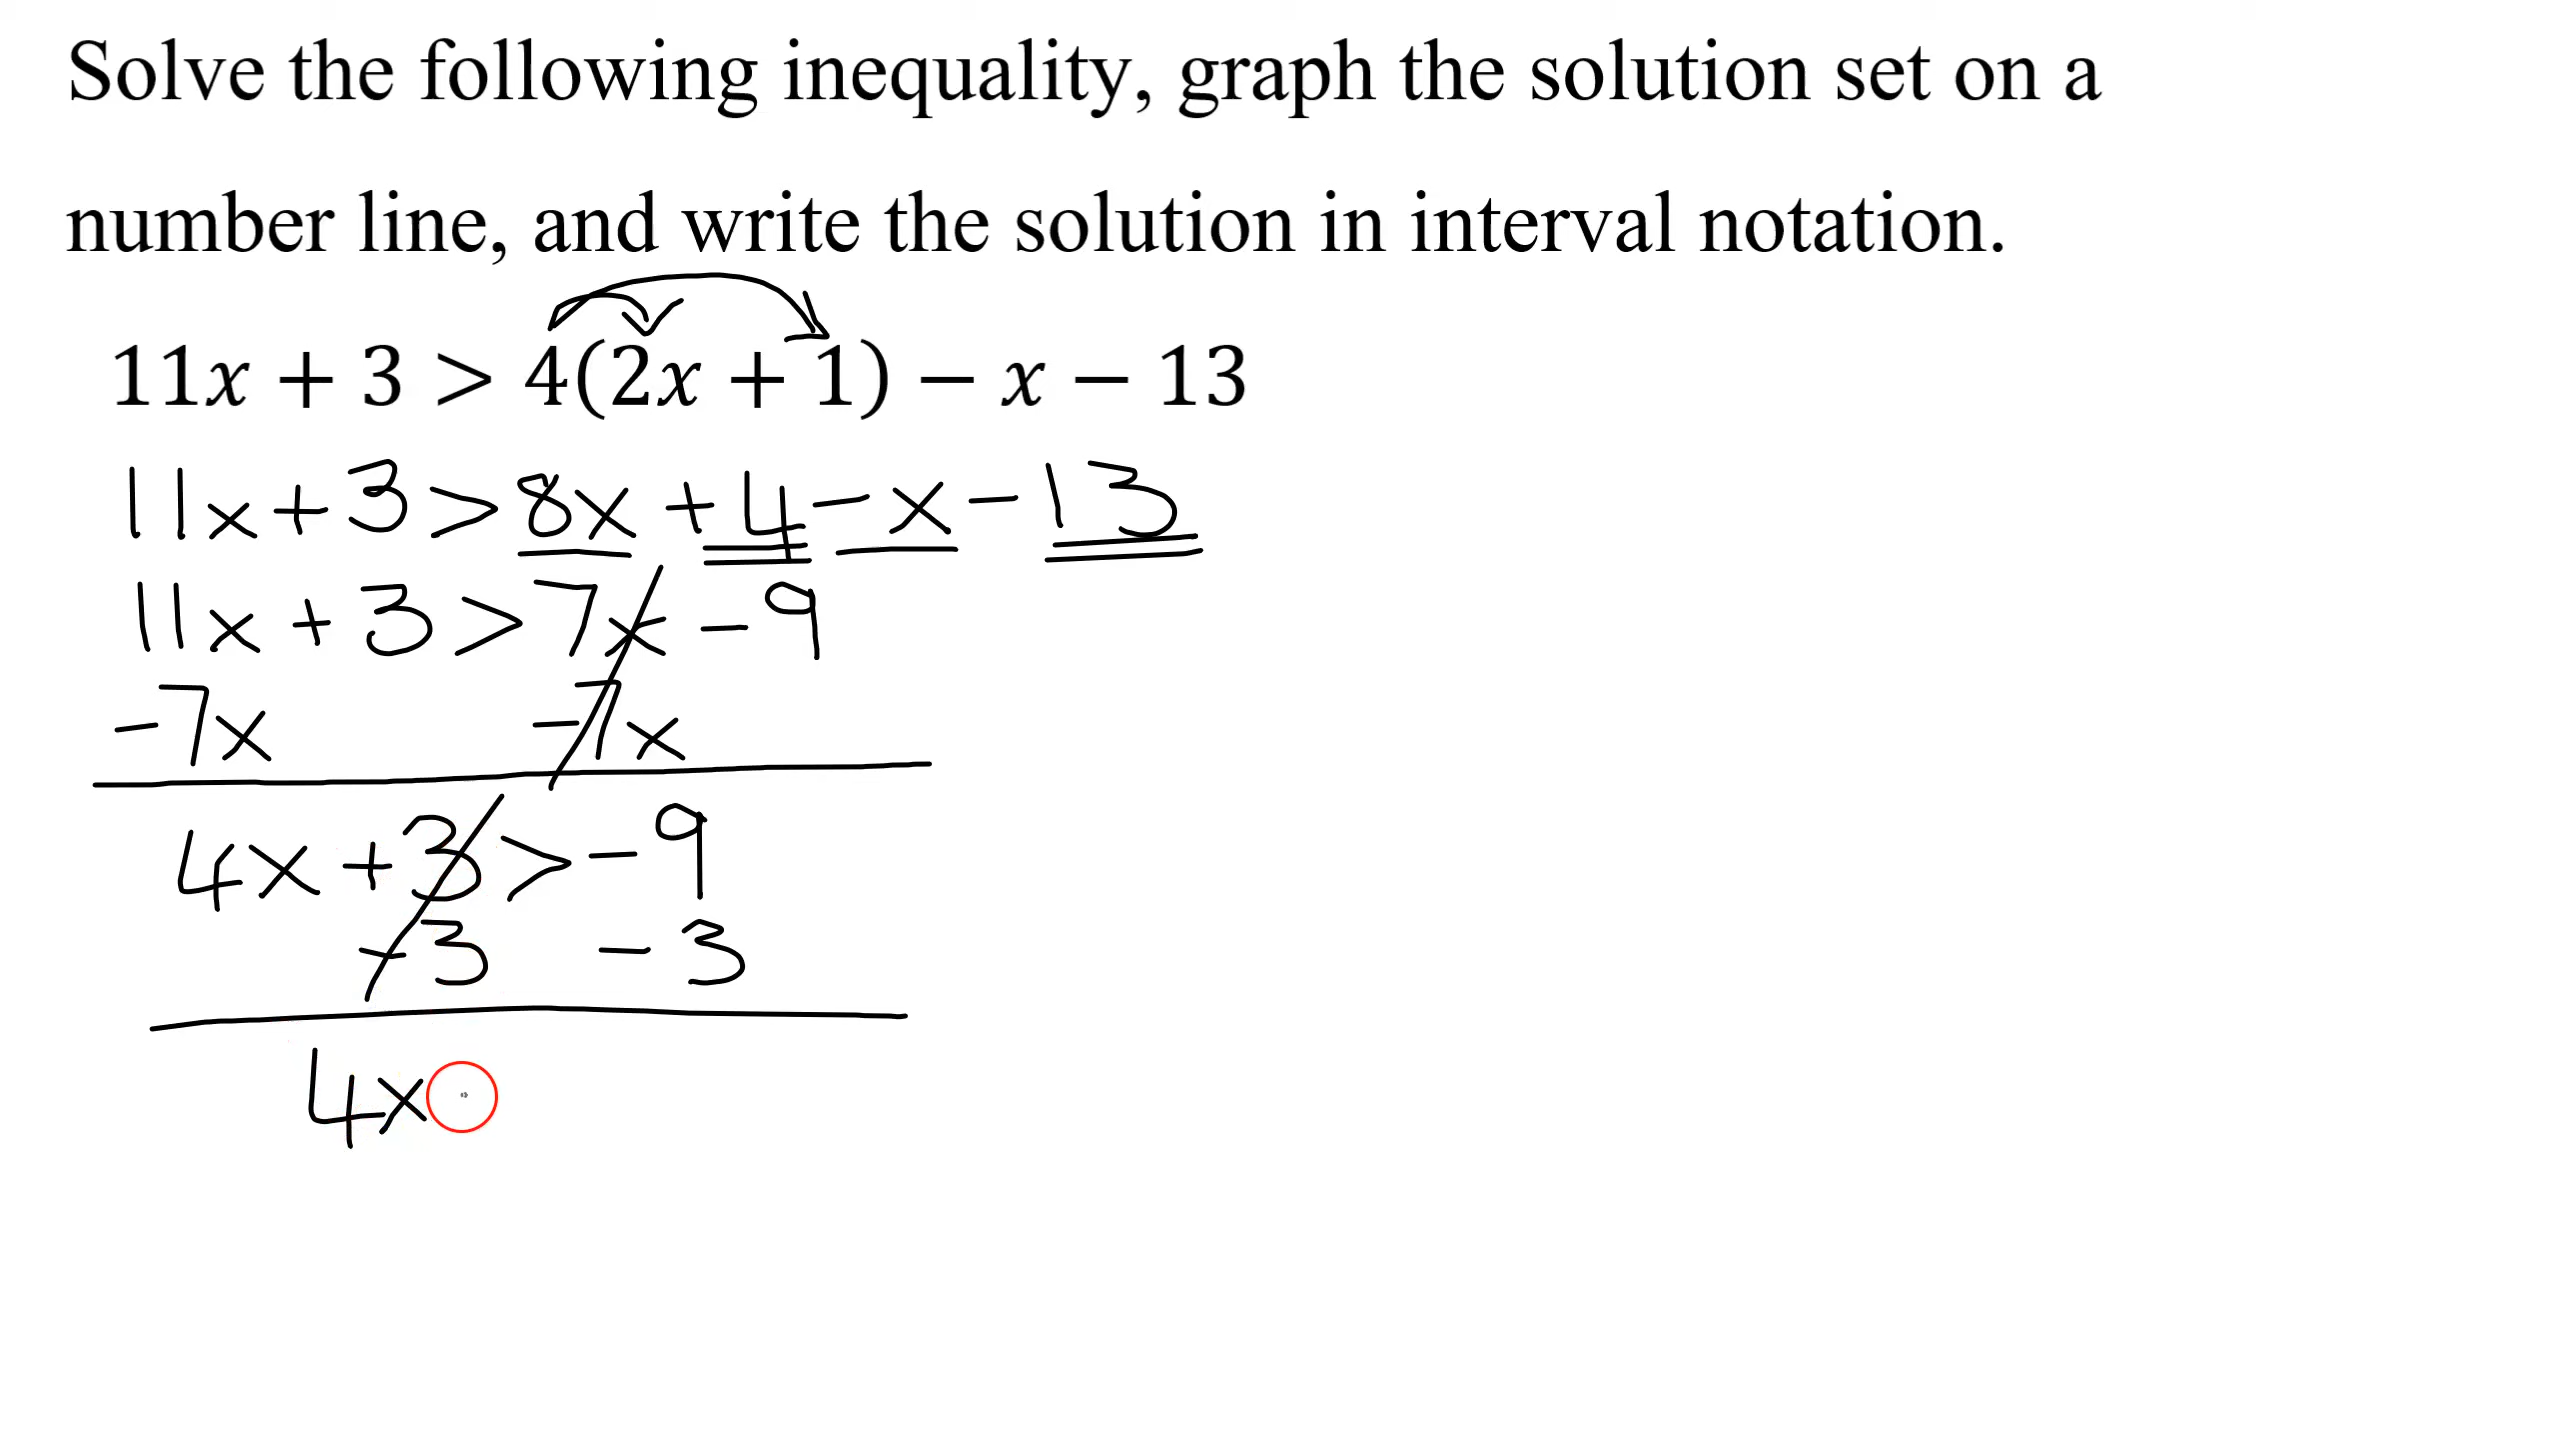 Solve the following inequality, graph the solution set on a
number line, and write the solution in interval notation.
11x + 3 > 4(2x + 1) − x − 13
11x + 3 > 8x + 4 − x − 13
11x + 3 > 7x − 9
−7x −7x
4x + 3 > −9
−3 −3
4x